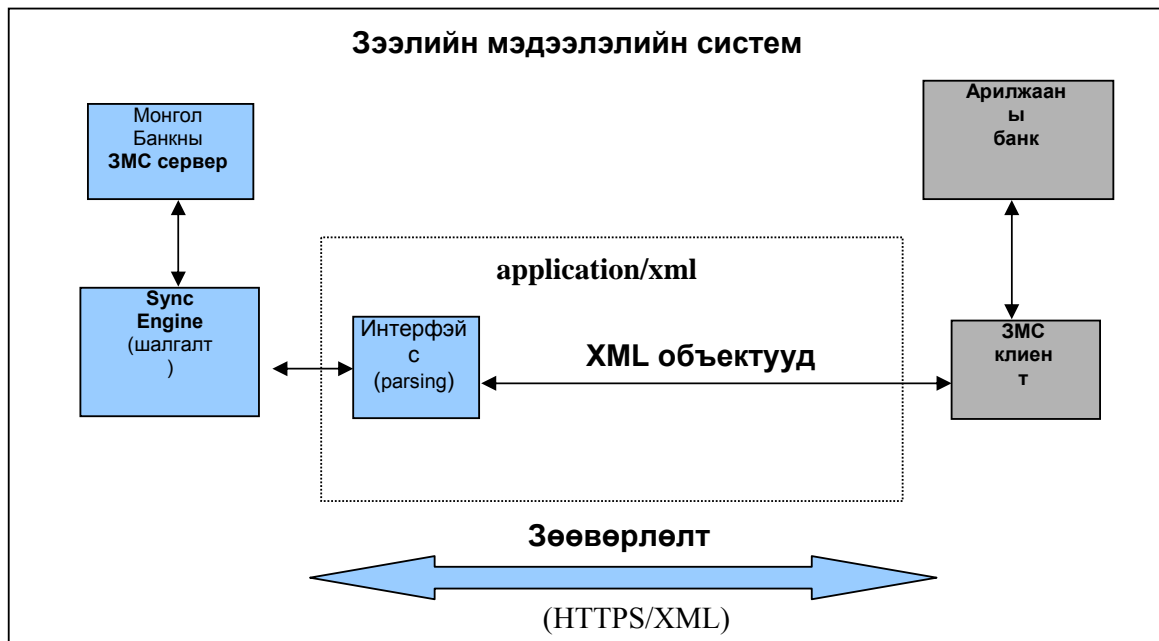 Зээлийн мэдээлэлийн систем
Монгол
Банкны
ЗМС сервер
Арилжаан
ы
банк
application/xml
Sync
Engine
(шалгалт
)
Интерфэй
с
(parsing)
XML объектууд
ЗМС
клиен
т
Зөөвөрлөлт
(HTTPS/XML)